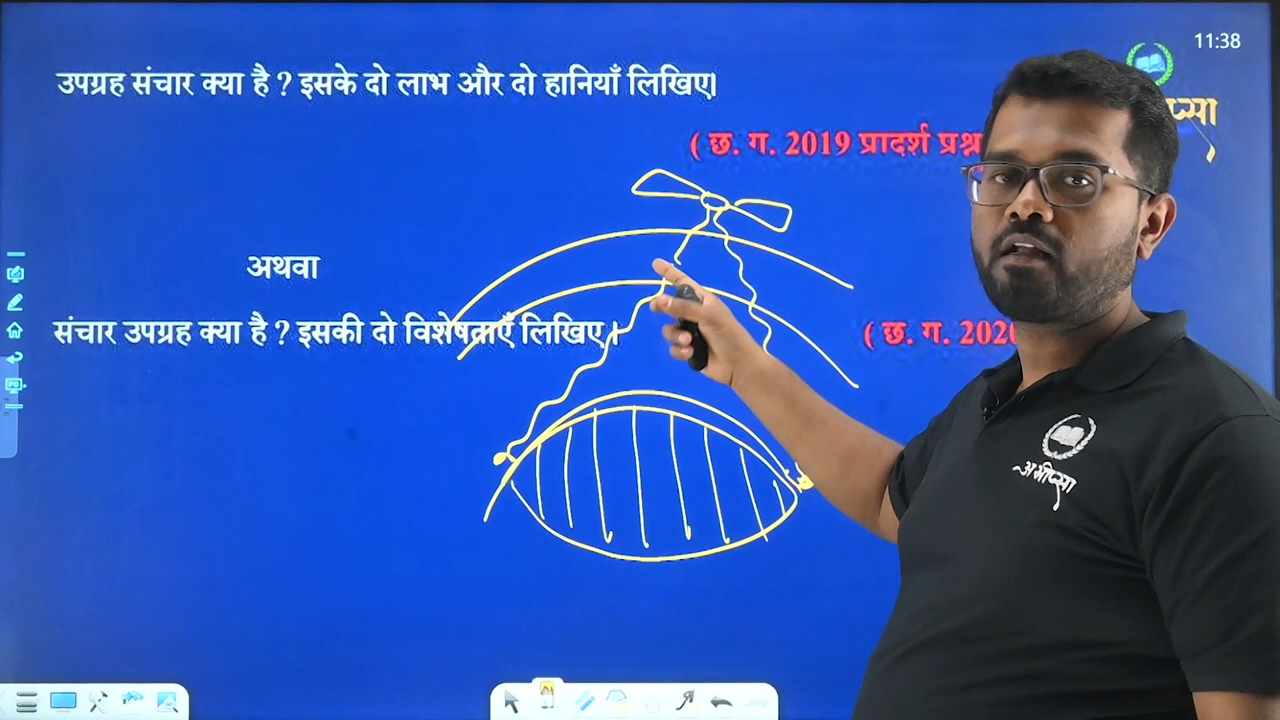 11:38
उपग्रह संचार क्या है ? इसके दो लाभ और दो हानियाँ लिखिए।
( छ. ग. 2019 प्रादर्श प्रश्न
अथवा
संचार उपग्रह क्या है ? इसकी दो विशेषताएँ लिखिए।
( छ. ग. 2020
अभीप्सा